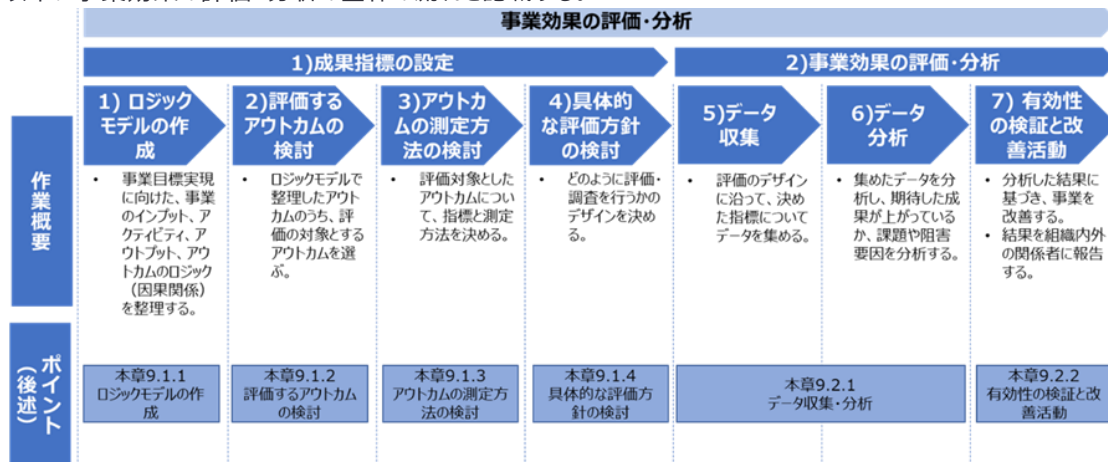 事業効果の評価・分析
1)成果指標の設定
2)事業効果の評価・分析
1) ロジック
モデルの作
成
2)評価する
アウトカムの
検討
3)アウトカ
ムの測定方
法の検討
4)具体的
な評価方針
の検討
5)データ
収集
6)データ
分析
7) 有効性
の検証と改
善活動
作業概要
• 事業目標実現
に向けた、事業
のインプット、ア
クティビティ、ア
ウトプット、アウ
トカムのロジック
（因果関係）
を整理する。
• ロジックモデルで
整理したアウト
カムのうち、評
価の対象とする
アウトカムを選
ぶ。
• 評価対象とした
アウトカムについ
て、指標と測定
方法を決める。
• どのように評価・
調査を行うかの
デザインを決め
る。
• 評価のデザイン
に沿って、決め
た指標について
データを集める。
• 集めたデータを分
析し、期待した成
果が上がっている
か、課題や阻害
要因を分析する。
• 分析した結果に
基づき、事業を
改善する。
• 結果を組織内外
の関係者に報告
する。
ポイント
（後述）
本章9.1.1
ロジックモデルの作
成
本章9.1.2
評価するアウトカム
の検討
本章9.1.3
アウトカムの測定方
法の検討
本章9.1.4
具体的な評価方
針の検討
本章9.2.1
データ収集・分析
本章9.2.2
有効性の検証と改
善活動